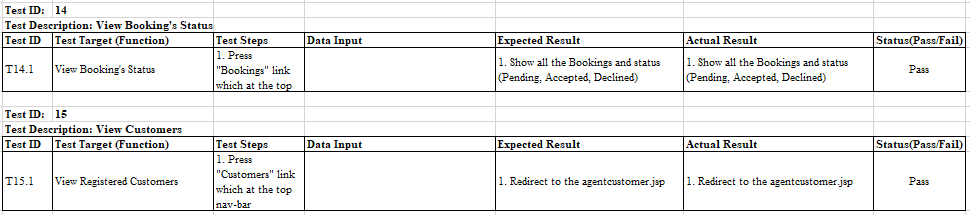 Test ID: 14
Test Description: View Booking's Status
Test ID Test Target (Function) Test Steps Data Input Expected Result Actual Result Status(Pass/Fail)
T14.1 View Booking's Status 1. Press "Bookings" link which at the top 1. Show all the Bookings and status (Pending, Accepted, Declined) 1. Show all the Bookings and status (Pending, Accepted, Declined) Pass
Test ID: 15
Test Description: View Customers
Test ID Test Target (Function) Test Steps Data Input Expected Result Actual Result Status(Pass/Fail)
T15.1 View Registered Customers 1. Press "Customers" link which at the top nav-bar 1. Redirect to the agentcustomer.jsp 1. Redirect to the agentcustomer.jsp Pass